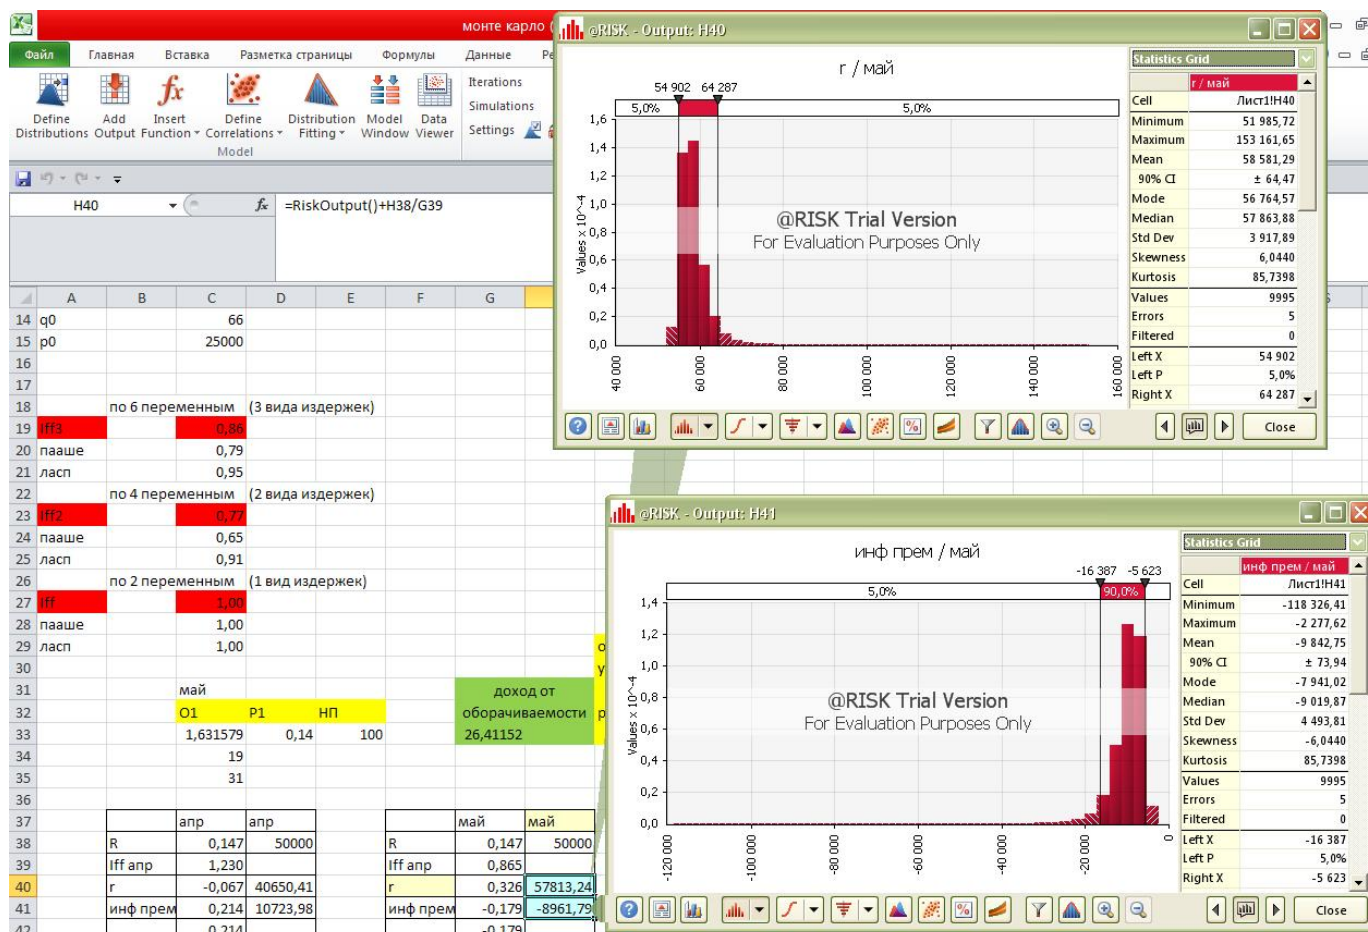 монте карло (
Файл Главная Вставка Разметка страницы Формулы Данные Ре
Define Distributions
Add Output
Insert Function
Define Correlations
Distribution Fitting
Model Window
Data Viewer
Iterations
Simulations
Settings
Model
H40 fx =RiskOutput()+H38/G39
A B C D E F G
14 q0 66
15 p0 25000
16
17
18 по 6 переменным (3 вида издержек)
19 Iff3 0,86
20 пааше 0,79
21 ласп 0,95
22 по 4 переменным (2 вида издержек)
23 Iff2 0,77
24 пааше 0,65
25 ласп 0,91
26 по 2 переменным (1 вид издержек)
27 Iff 1,00
28 пааше 1,00
29 ласп 1,00
30
31 май доход от
32 О1 Р1 НП оборачиваемости
33 1,631579 0,14 100 26,41152
34 19
35 31
36
37 апр апр май май
38 R 0,147 50000 R 0,147 50000
39 Iff апр 1,230 Iff апр 0,865
40 r -0,067 40650,41 r 0,326 57813,24
41 инф прем 0,214 10723,98 инф прем -0,179 -8961,79
42 0,214 -0,179
@RISK - Output: H40
r / май
54 902 64 287
5,0% 5,0%
1,6
1,4
1,2
1,0
0,8
0,6
0,4
0,2
0,0
Values x 10^-4
@RISK Trial Version
For Evaluation Purposes Only
40 000 60 000 80 000 100 000 120 000 140 000 160 000
Statistics Grid
r / май
Cell Лист1!H40
Minimum 51 985,72
Maximum 153 161,65
Mean 58 581,29
90% CI ± 64,47
Mode 56 764,57
Median 57 863,88
Std Dev 3 917,89
Skewness 6,0440
Kurtosis 85,7398
Values 9995
Errors 5
Filtered 0
Left X 54 902
Left P 5,0%
Right X 64 287
Close
@RISK - Output: H41
инф прем / май
-16 387 -5 623
5,0% 90,0%
1,4
1,2
1,0
0,8
0,6
0,4
0,2
0,0
Values x 10^-4
@RISK Trial Version
For Evaluation Purposes Only
-120 000 -100 000 -80 000 -60 000 -40 000 -20 000 0
Statistics Grid
инф прем / май
Cell Лист1!H41
Minimum -118 326,41
Maximum -2 277,62
Mean -9 842,75
90% CI ± 73,94
Mode -7 941,02
Median -9 019,87
Std Dev 4 493,81
Skewness -6,0440
Kurtosis 85,7398
Values 9995
Errors 5
Filtered 0
Left X -16 387
Left P 5,0%
Right X -5 623
Close